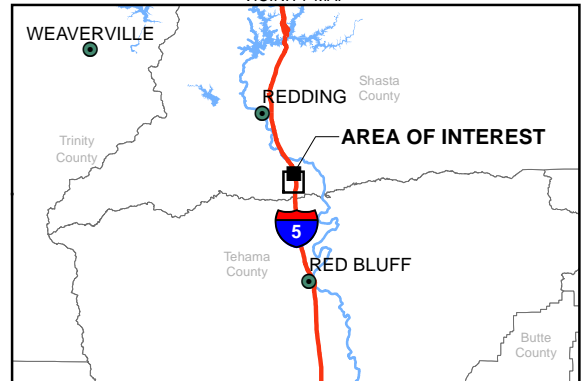 WEAVERVILLE
Shasta
County
REDDING
AREA OF INTEREST
Trinity
County
5
Tehama
County
RED BLUFF
Butte
County